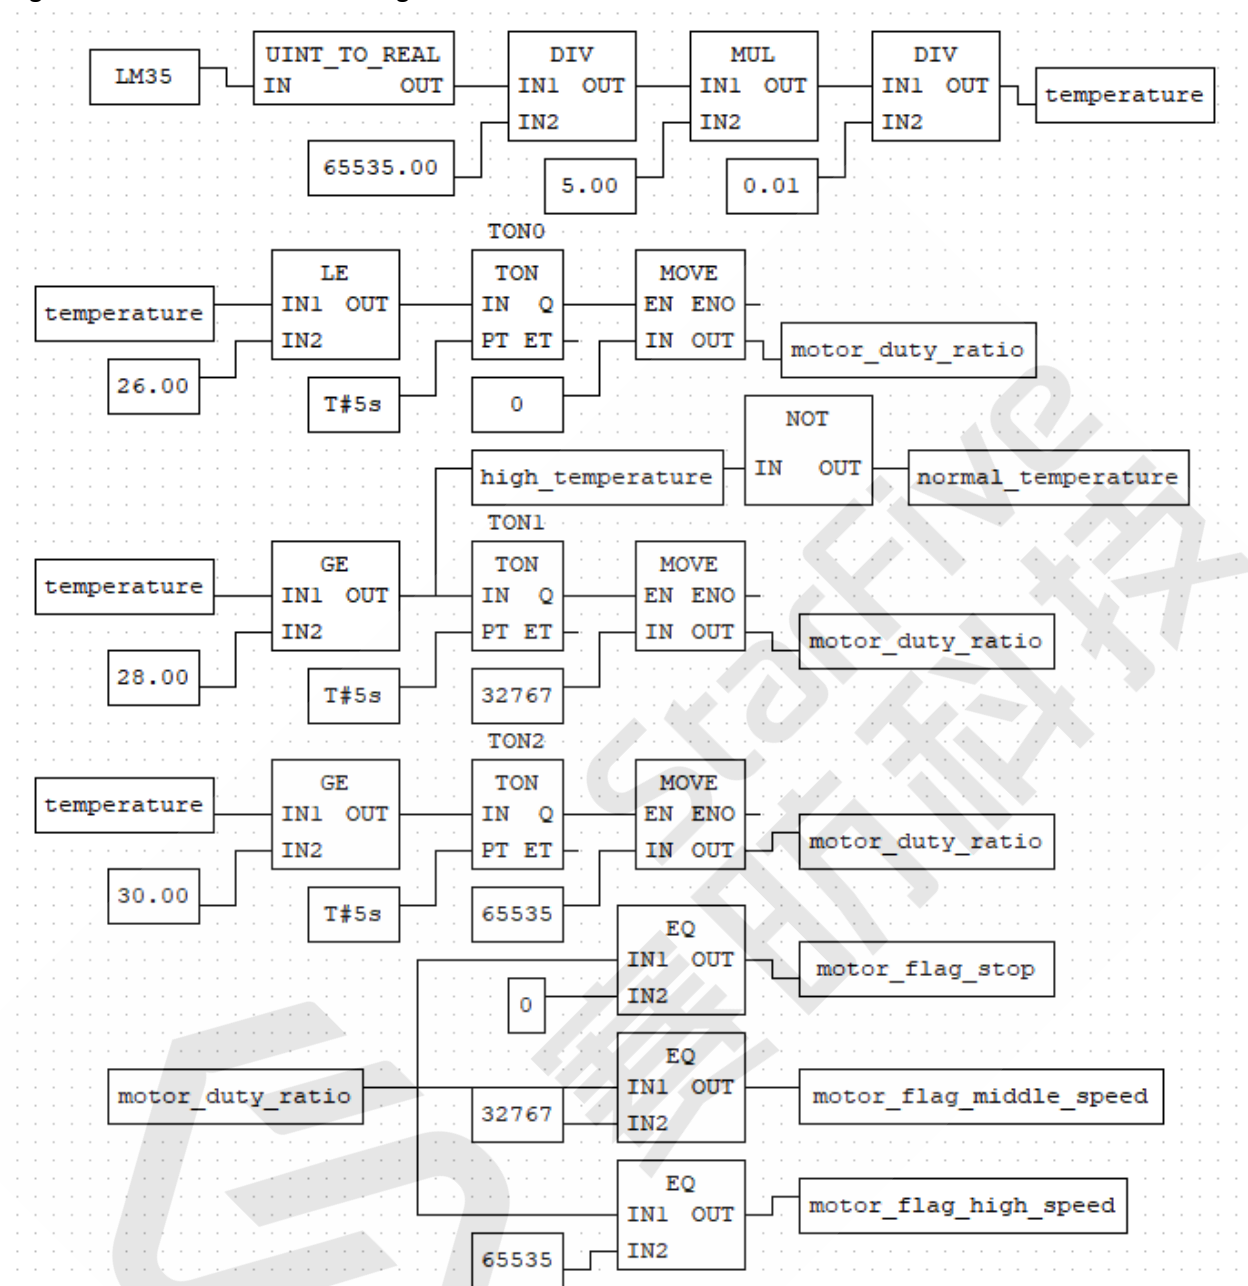 LM35
UINT_TO_REAL
IN OUT
DIV
IN1 OUT
IN2
MUL
IN1 OUT
IN2
DIV
IN1 OUT
IN2
temperature
65535.00
5.00
0.01
TON0
temperature
LE
IN1 OUT
IN2
TON
IN Q
PT ET
MOVE
EN ENO
IN OUT
motor_duty_ratio
26.00
T#5s
0
NOT
IN OUT
high_temperature
normal_temperature
TON1
temperature
GE
IN1 OUT
IN2
TON
IN Q
PT ET
MOVE
EN ENO
IN OUT
motor_duty_ratio
28.00
T#5s
32767
TON2
temperature
GE
IN1 OUT
IN2
TON
IN Q
PT ET
MOVE
EN ENO
IN OUT
motor_duty_ratio
30.00
T#5s
65535
EQ
IN1 OUT
IN2
0
motor_flag_stop
motor_duty_ratio
EQ
IN1 OUT
IN2
32767
motor_flag_middle_speed
EQ
IN1 OUT
IN2
65535
motor_flag_high_speed
StarFive
赛昉科技